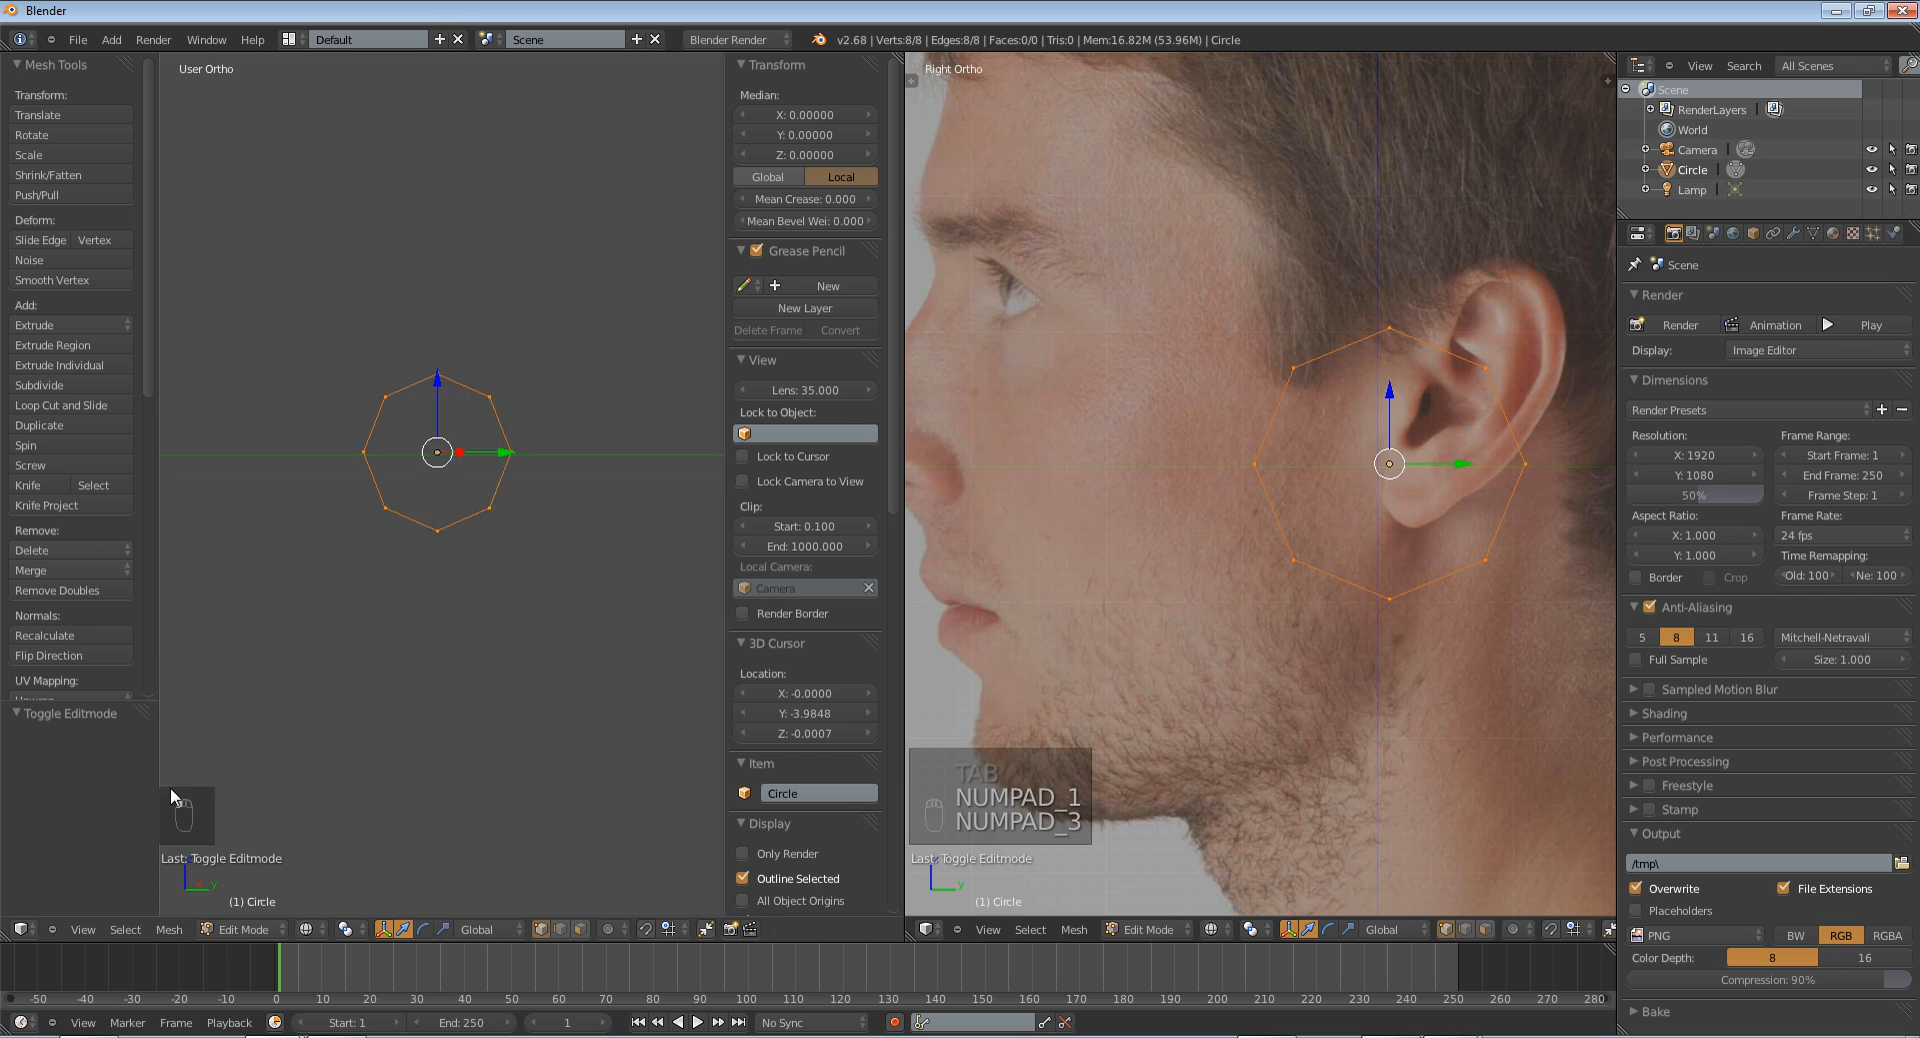 Blender
File Add Render Window Help Default Scene Blender Render v2.68 | Verts:8/8 | Edges:8/8 | Faces:0/0 | Tris:0 | Mem:16.82M (53.96M) | Circle
Mesh Tools
Transform:
Translate
Rotate
Scale
Shrink/Fatten
Push/Pull
Deform:
Slide Edge Vertex
Noise
Smooth Vertex
Add:
Extrude
Extrude Region
Extrude Individual
Subdivide
Loop Cut and Slide
Duplicate
Spin
Screw
Knife Select
Knife Project
Remove:
Delete
Merge
Remove Doubles
Normals:
Recalculate
Flip Direction
UV Mapping:
Toggle Editmode
User Ortho
Last: Toggle Editmode
y
(1) Circle
Transform
Median:
X: 0.00000
Y: 0.00000
Z: 0.00000
Global Local
Mean Crease: 0.000
Mean Bevel Wei: 0.000
Grease Pencil
New
New Layer
Delete Frame Convert
View
Lens: 35.000
Lock to Object:
Lock to Cursor
Lock Camera to View
Clip:
Start: 0.100
End: 1000.000
Local Camera:
Camera
Render Border
3D Cursor
Location:
X: -0.0000
Y: -3.9848
Z: -0.0007
Item
Circle
Display
Only Render
Outline Selected
All Object Origins
Right Ortho
TAB
NUMPAD_1
NUMPAD_3
Last: Toggle Editmode
y
(1) Circle
View Search All Scenes
Scene
RenderLayers |
World
Camera |
Circle |
Lamp |
Scene
Render
Render Animation Play
Display: Image Editor
Dimensions
Render Presets
Resolution: Frame Range:
X: 1920 Start Frame: 1
Y: 1080 End Frame: 250
50% Frame Step: 1
Aspect Ratio: Frame Rate:
X: 1.000 24 fps
Y: 1.000 Time Remapping:
Border Crop Old: 100 Ne: 100
Anti-Aliasing
5 8 11 16 Mitchell-Netravali
Full Sample Size: 1.000
Sampled Motion Blur
Shading
Performance
Post Processing
Freestyle
Stamp
Output
/tmp\
Overwrite File Extensions
Placeholders
PNG BW RGB RGBA
Color Depth: 8 16
Compression: 90%
Bake
View Select Mesh Edit Mode Global
View Select Mesh Edit Mode Global
-50 -40 -30 -20 -10 0 10 20 30 40 50 60 70 80 90 100 110 120 130 140 150 160 170 180 190 200 210 220 230 240 250 260 270 280
View Marker Frame Playback Start: 1 End: 250 1 No Sync